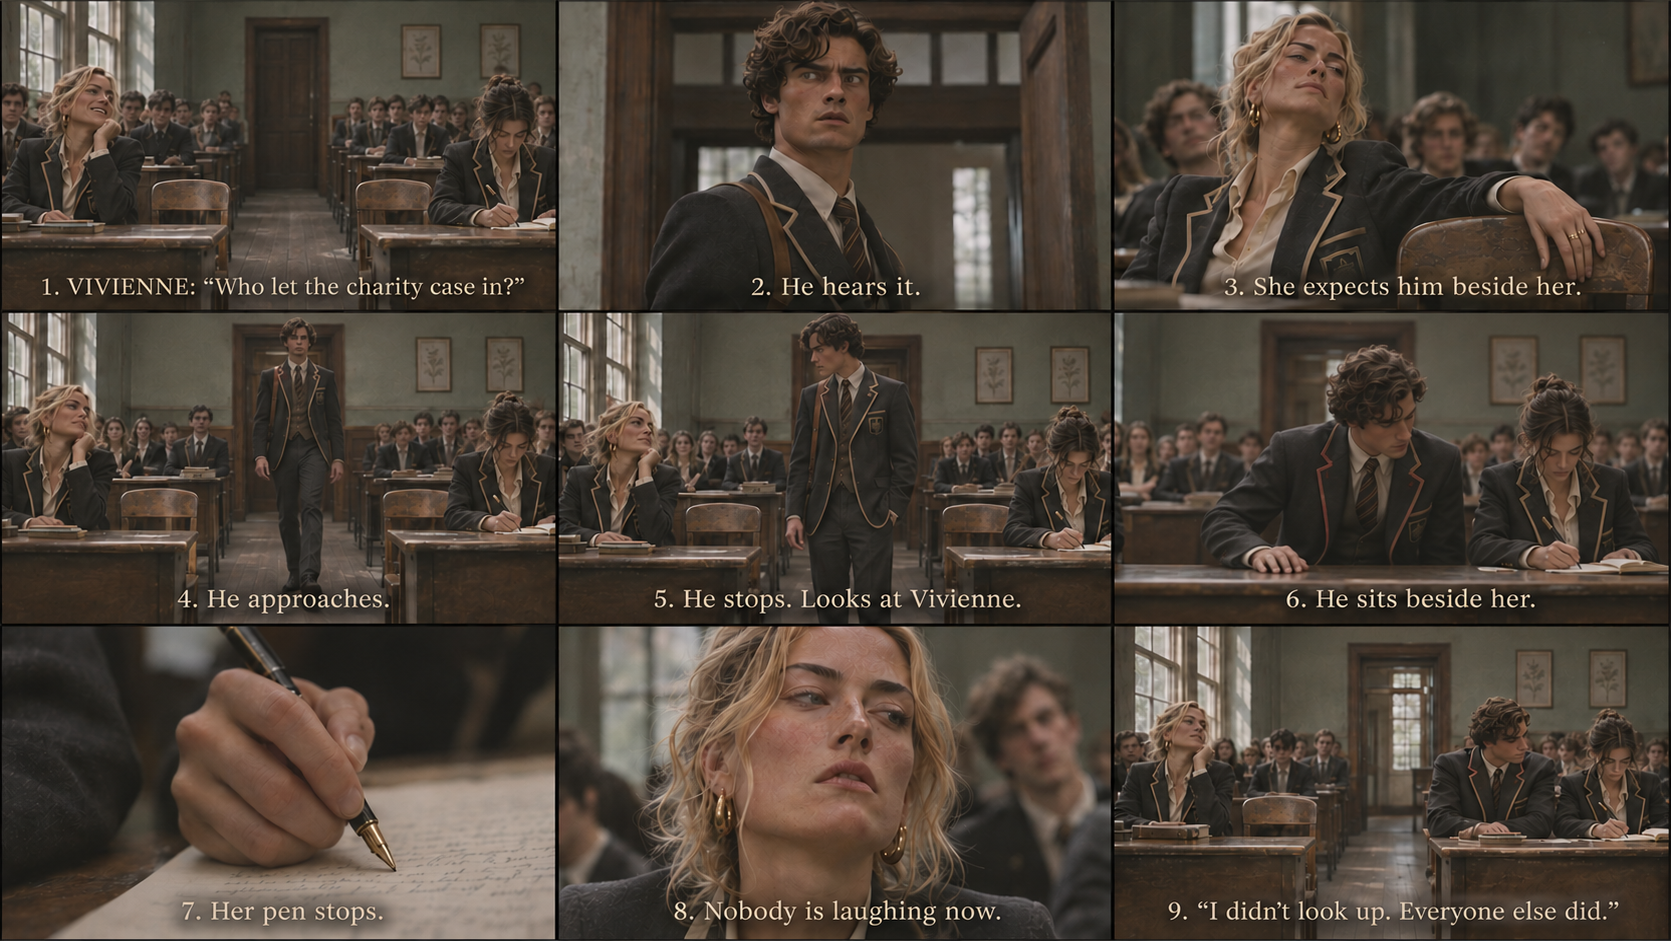 1. VIVIENNE: “Who let the charity case in?”
2. He hears it.
3. She expects him beside her.
4. He approaches.
5. He stops. Looks at Vivienne.
6. He sits beside her.
7. Her pen stops.
8. Nobody is laughing now.
9. “I didn’t look up. Everyone else did.”